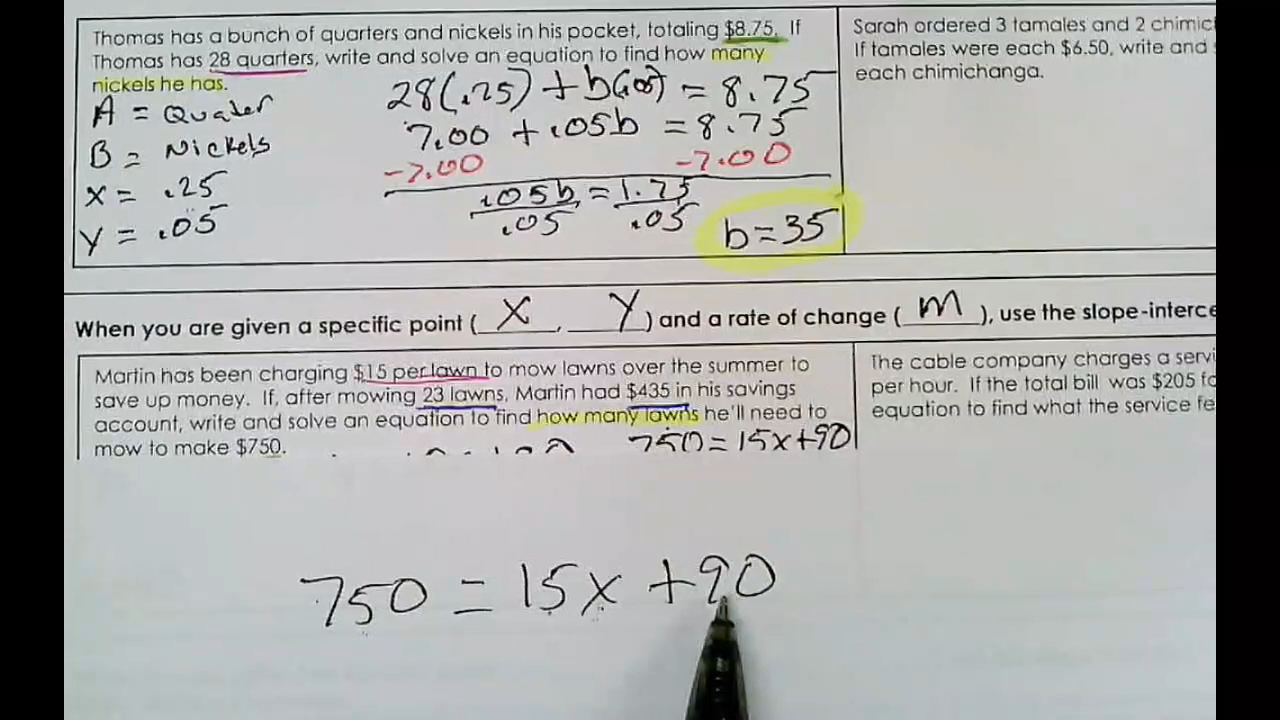 Thomas has a bunch of quarters and nickels in his pocket, totaling $8.75. If
Thomas has 28 quarters, write and solve an equation to find how many
nickels he has.
A = Quater
B = Nickels
X = .25
Y = .05
28(.25) + b(.05) = 8.75
7.00 + .05b = 8.75
-7.00 -7.00
.05b = 1.75
.05 .05
b=35
Sarah ordered 3 tamales and 2
If tamales were each $6.50, write and
each chimichanga.
When you are given a specific point ( X , Y ) and a rate of change ( m ), use the
Martin has been charging $15 per lawn to mow lawns over the summer to
save up money. If, after mowing 23 lawns, Martin had $435 in his savings
account, write and solve an equation to find how many lawns he'll need to
mow to make $750.
750=15x+90
The cable company charges a
per hour. If the total bill was $205
equation to find what the service
750 = 15x +90